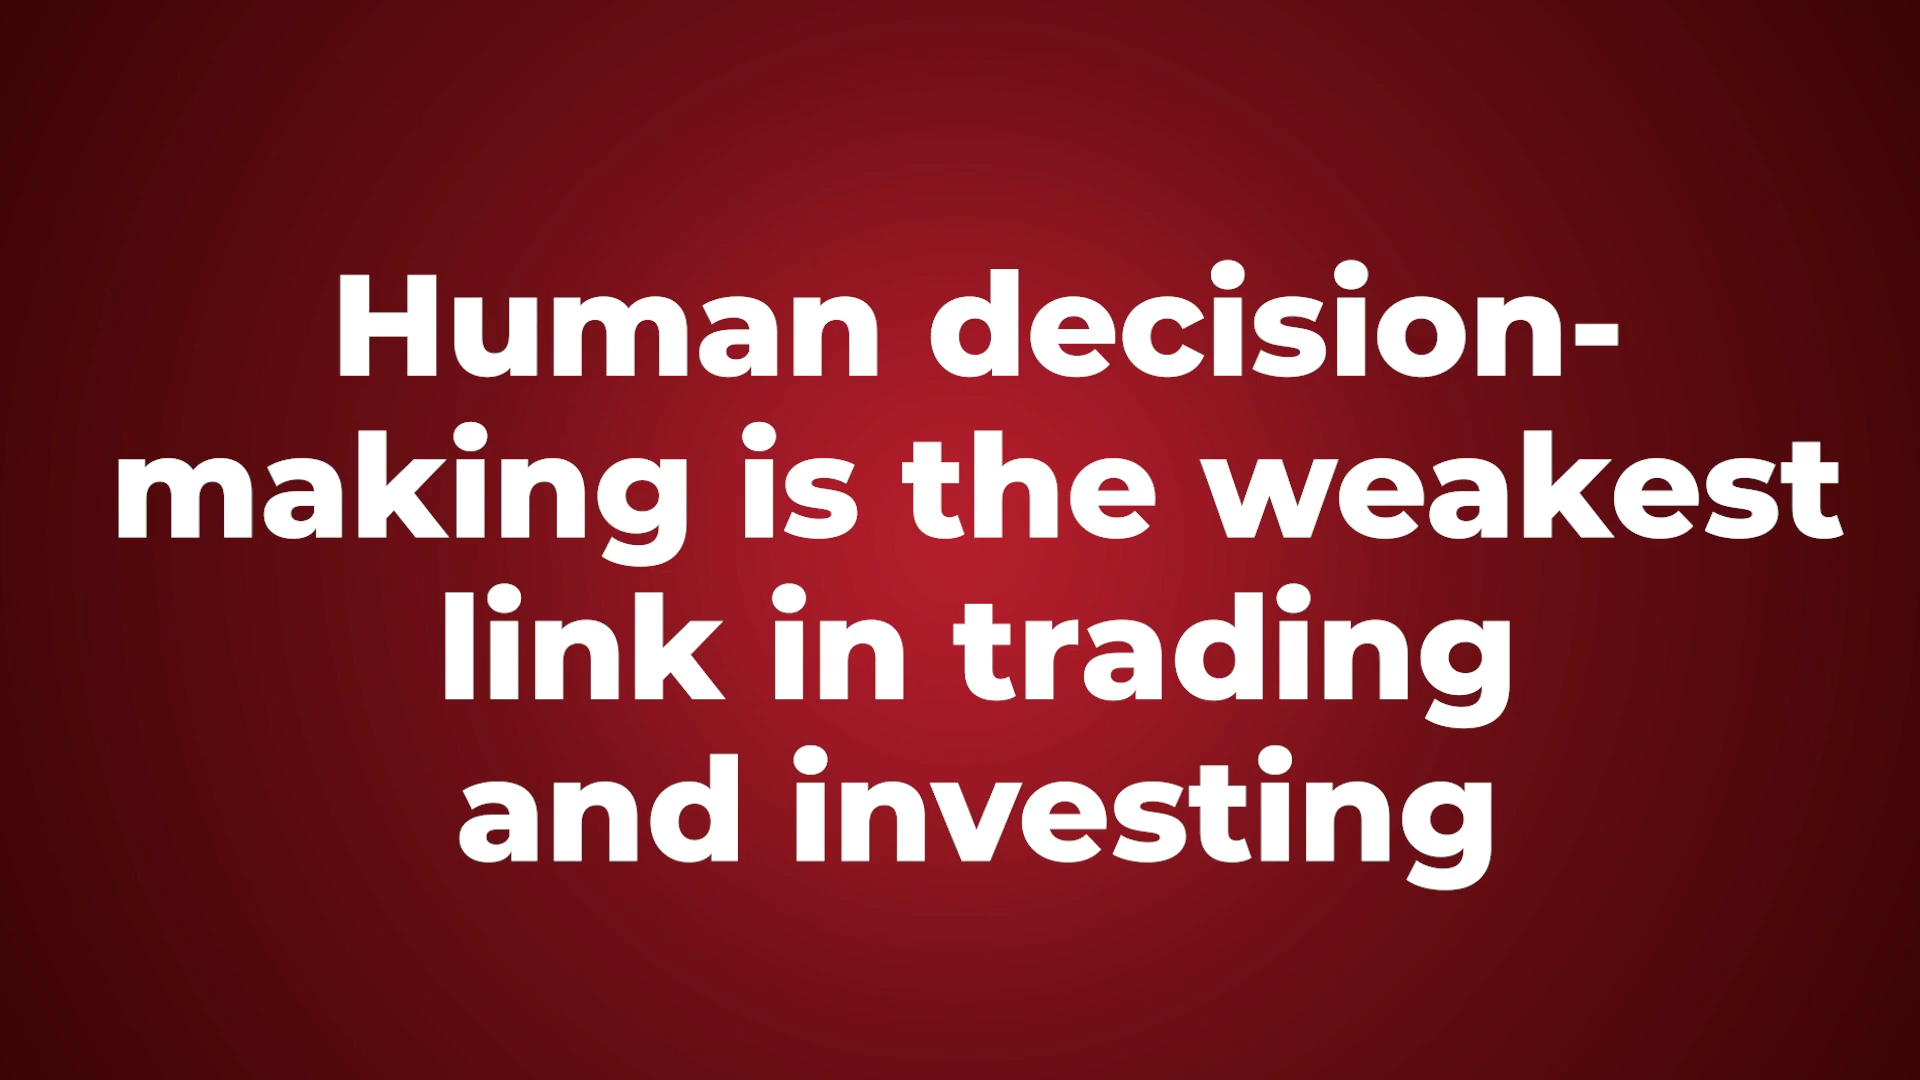 Human decision-
making is the weakest
link in trading
and investing